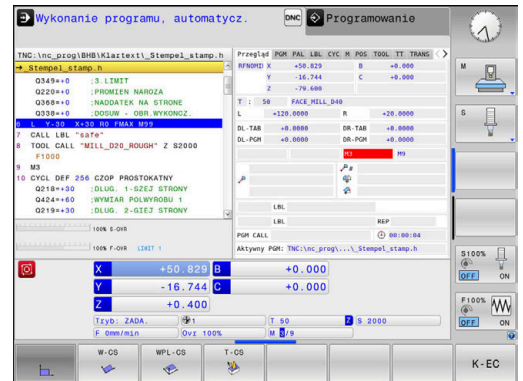 Wykonanie programu, automatycz.
DNC
Programowanie
TNC:\nc_prog\BHB\Klartext\_Stempel_stamp.h
→_Stempel_stamp.h
Q349=+0 ;3.LIMIT
Q220=+0 ;PROMIEN NAROZA
Q368=+0 ;NADDATEK NA STRONE
Q338=+0 ;DOSUW - OBR.WYKONCZ.
6 L Y-30 X+30 R0 FMAX M99
7 CALL LBL "safe"
8 TOOL CALL "MILL_D20_ROUGH" Z S2000
F1000
9 M3
10 CYCL DEF 256 CZOP PROSTOKATNY
Q218=+30 ;DLUG. 1-SZEJ STRONY
Q424=+60 ;WYMIAR POLWYROBU 1
Q219=+30 ;DLUG. 2-GIEJ STRONY
100% S-OVR
100% F-OVR LIMIT 1
Przegląd PGM PAL LBL CYC M POS TOOL TT TRANS
RFNOMID X +50.829 B +0.000
Y -16.744 C +0.000
Z -79.600
T : 50 FACE_MILL_D40
L +120.0000 R +20.0000
DL-TAB +0.0000 DR-TAB +0.0000
DL-PGM +0.0000 DR-PGM +0.0000
M3 M9
P
P #
LBL
LBL REP
PGM CALL 00:00:04
Aktywny PGM: TNC:\nc_prog\...\_Stempel_stamp.h
X +50.829 B +0.000
Y -16.744 C +0.000
Z +0.400
Tryb: ZADA. 1 T 50 Z S 2000
F 0mm/min Ovr 100% M 3/9
M
S
S100%
OFF ON
F100%
OFF ON
W-CS
WPL-CS
T-CS
K-EC